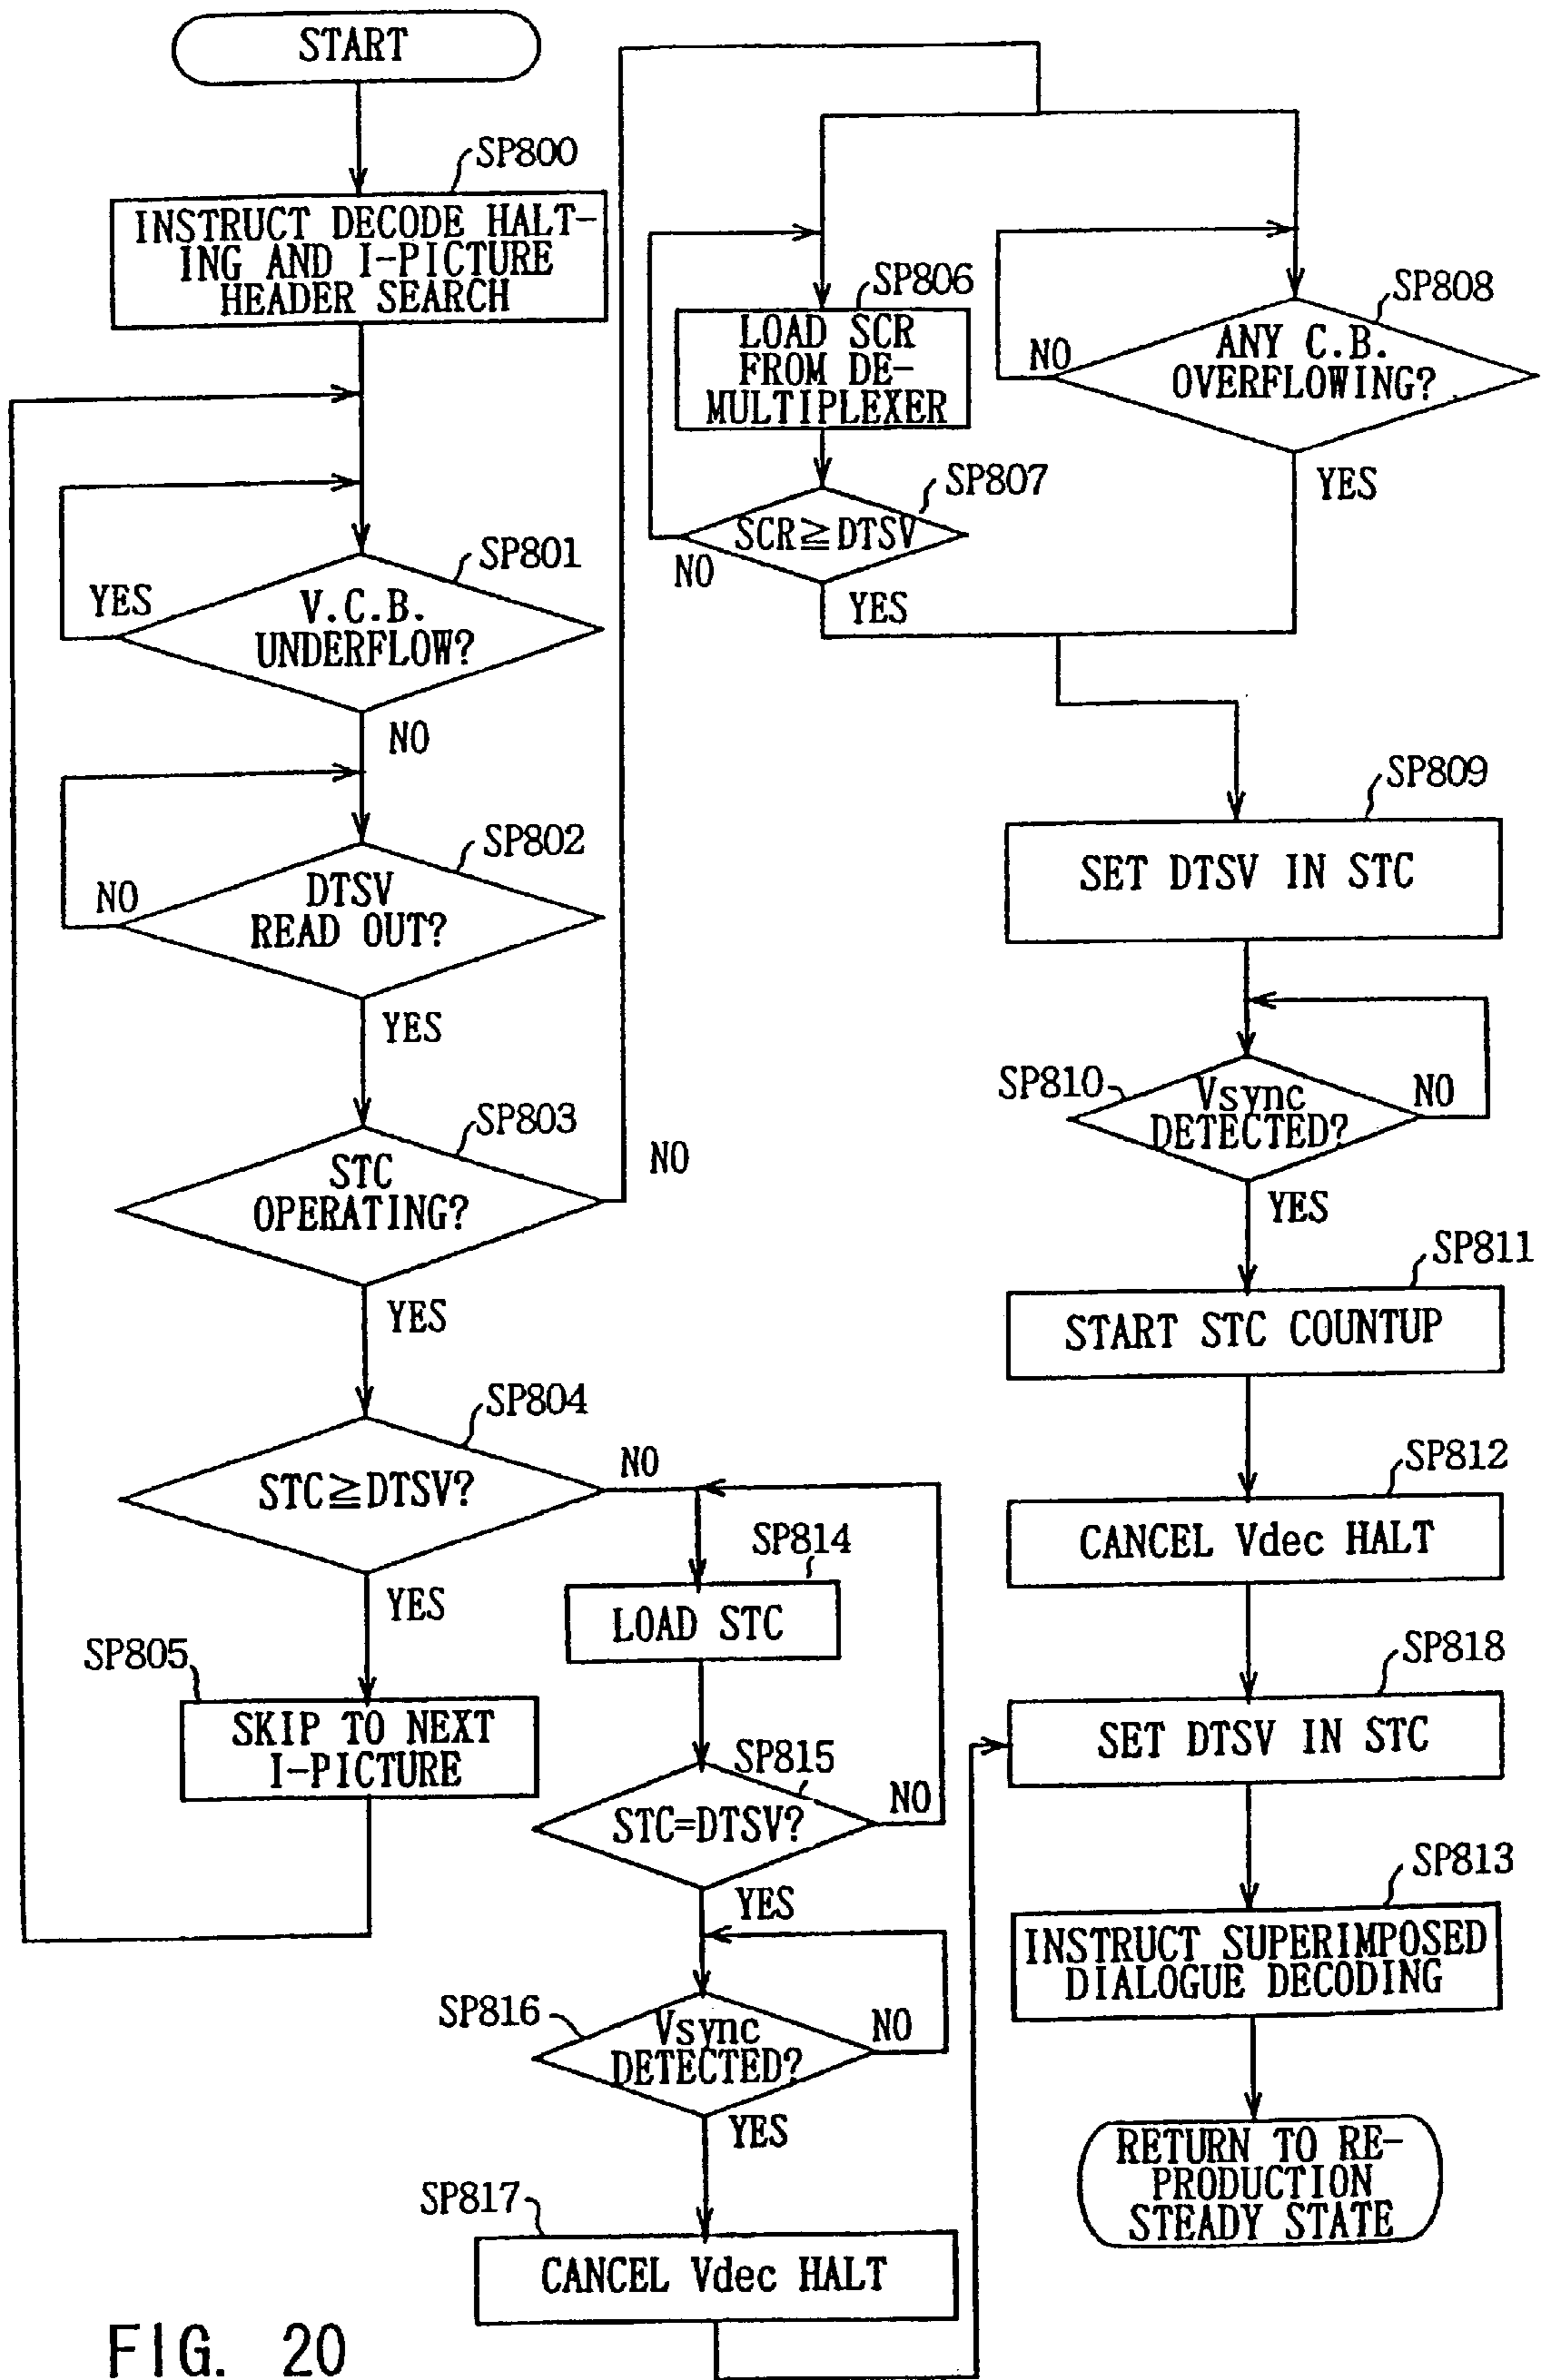 START
SP800
INSTRUCT DECODE HALT-
ING AND I-PICTURE
HEADER SEARCH
SP801
YES
V.C.B.
UNDERFLOW?
NO
SP802
NO
DTSV
READ OUT?
YES
SP803
STC
OPERATING?
NO
YES
SP804
STC≧DTSV?
NO
YES
SP805
SKIP TO NEXT
I-PICTURE
SP814
LOAD STC
SP815
STC=DTSV?
NO
YES
SP816
Vsync
DETECTED?
NO
YES
SP817
CANCEL Vdec HALT
SP806
LOAD SCR
FROM DE-
MULTIPLEXER
SP807
SCR≧DTSV
NO
YES
SP808
ANY C.B.
OVERFLOWING?
NO
YES
SP809
SET DTSV IN STC
SP810
Vsync
DETECTED?
NO
YES
SP811
START STC COUNTUP
SP812
CANCEL Vdec HALT
SP818
SET DTSV IN STC
SP813
INSTRUCT SUPERIMPOSED
DIALOGUE DECODING
RETURN TO RE-
PRODUCTION
STEADY STATE
FIG. 20